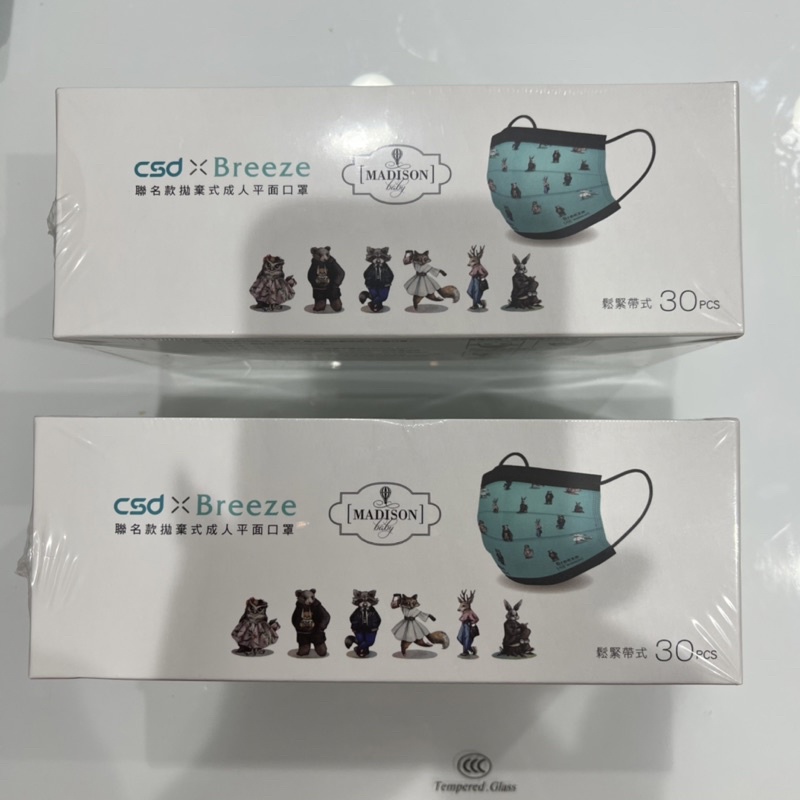 csd × Breeze
聯名款拋棄式成人平面口罩
[MADISON]
baby
鬆緊帶式 30PCS
csd × Breeze
聯名款拋棄式成人平面口罩
[MADISON]
baby
鬆緊帶式 30PCS
CCC
Tempered.Glass